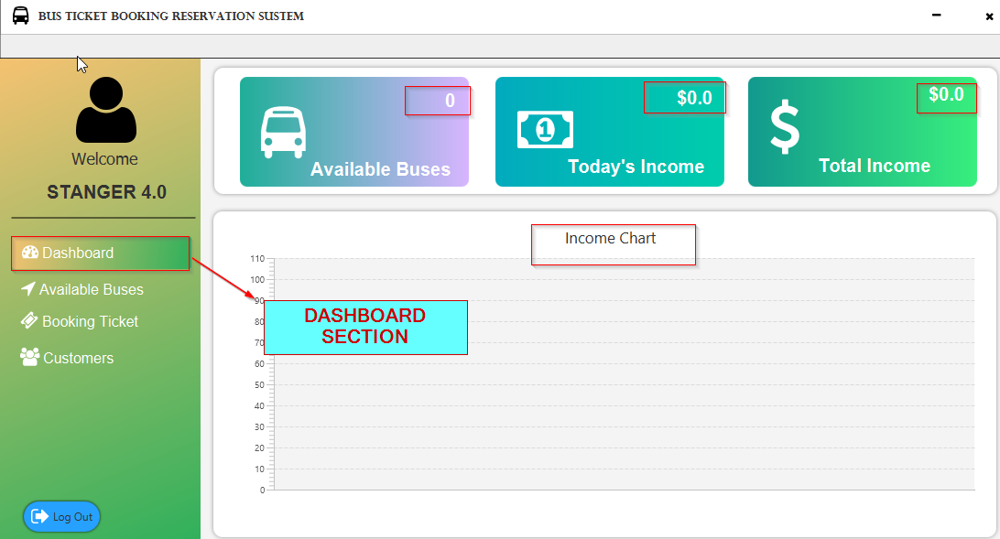 BUS TICKET BOOKING RESERVATION SUSTEM
Welcome
STANGER 4.0
Dashboard
Available Buses
Booking Ticket
Customers
Log Out
0
Available Buses
$0.0
1
Today's Income
$0.0
$
Total Income
Income Chart
110
100
90
80
70
60
50
40
30
20
10
0
DASHBOARD
SECTION